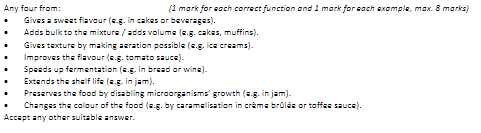 Any four from: (1 mark for each correct function and 1 mark for each example, max. 8 marks)
• Gives a sweet flavour (e.g. in cakes or beverages).
• Adds bulk to the mixture / adds volume (e.g. cakes, muffins).
• Gives texture by making aeration possible (e.g. ice creams).
• Improves the flavour (e.g. tomato sauce).
• Speeds up fermentation (e.g. in bread or wine).
• Extends the shelf life (e.g. in jam).
• Preserves the food by disabling microorganisms' growth (e.g. in jam).
• Changes the colour of the food (e.g. by caramelisation in crème brûlée or toffee sauce).
Accept any other suitable answer.